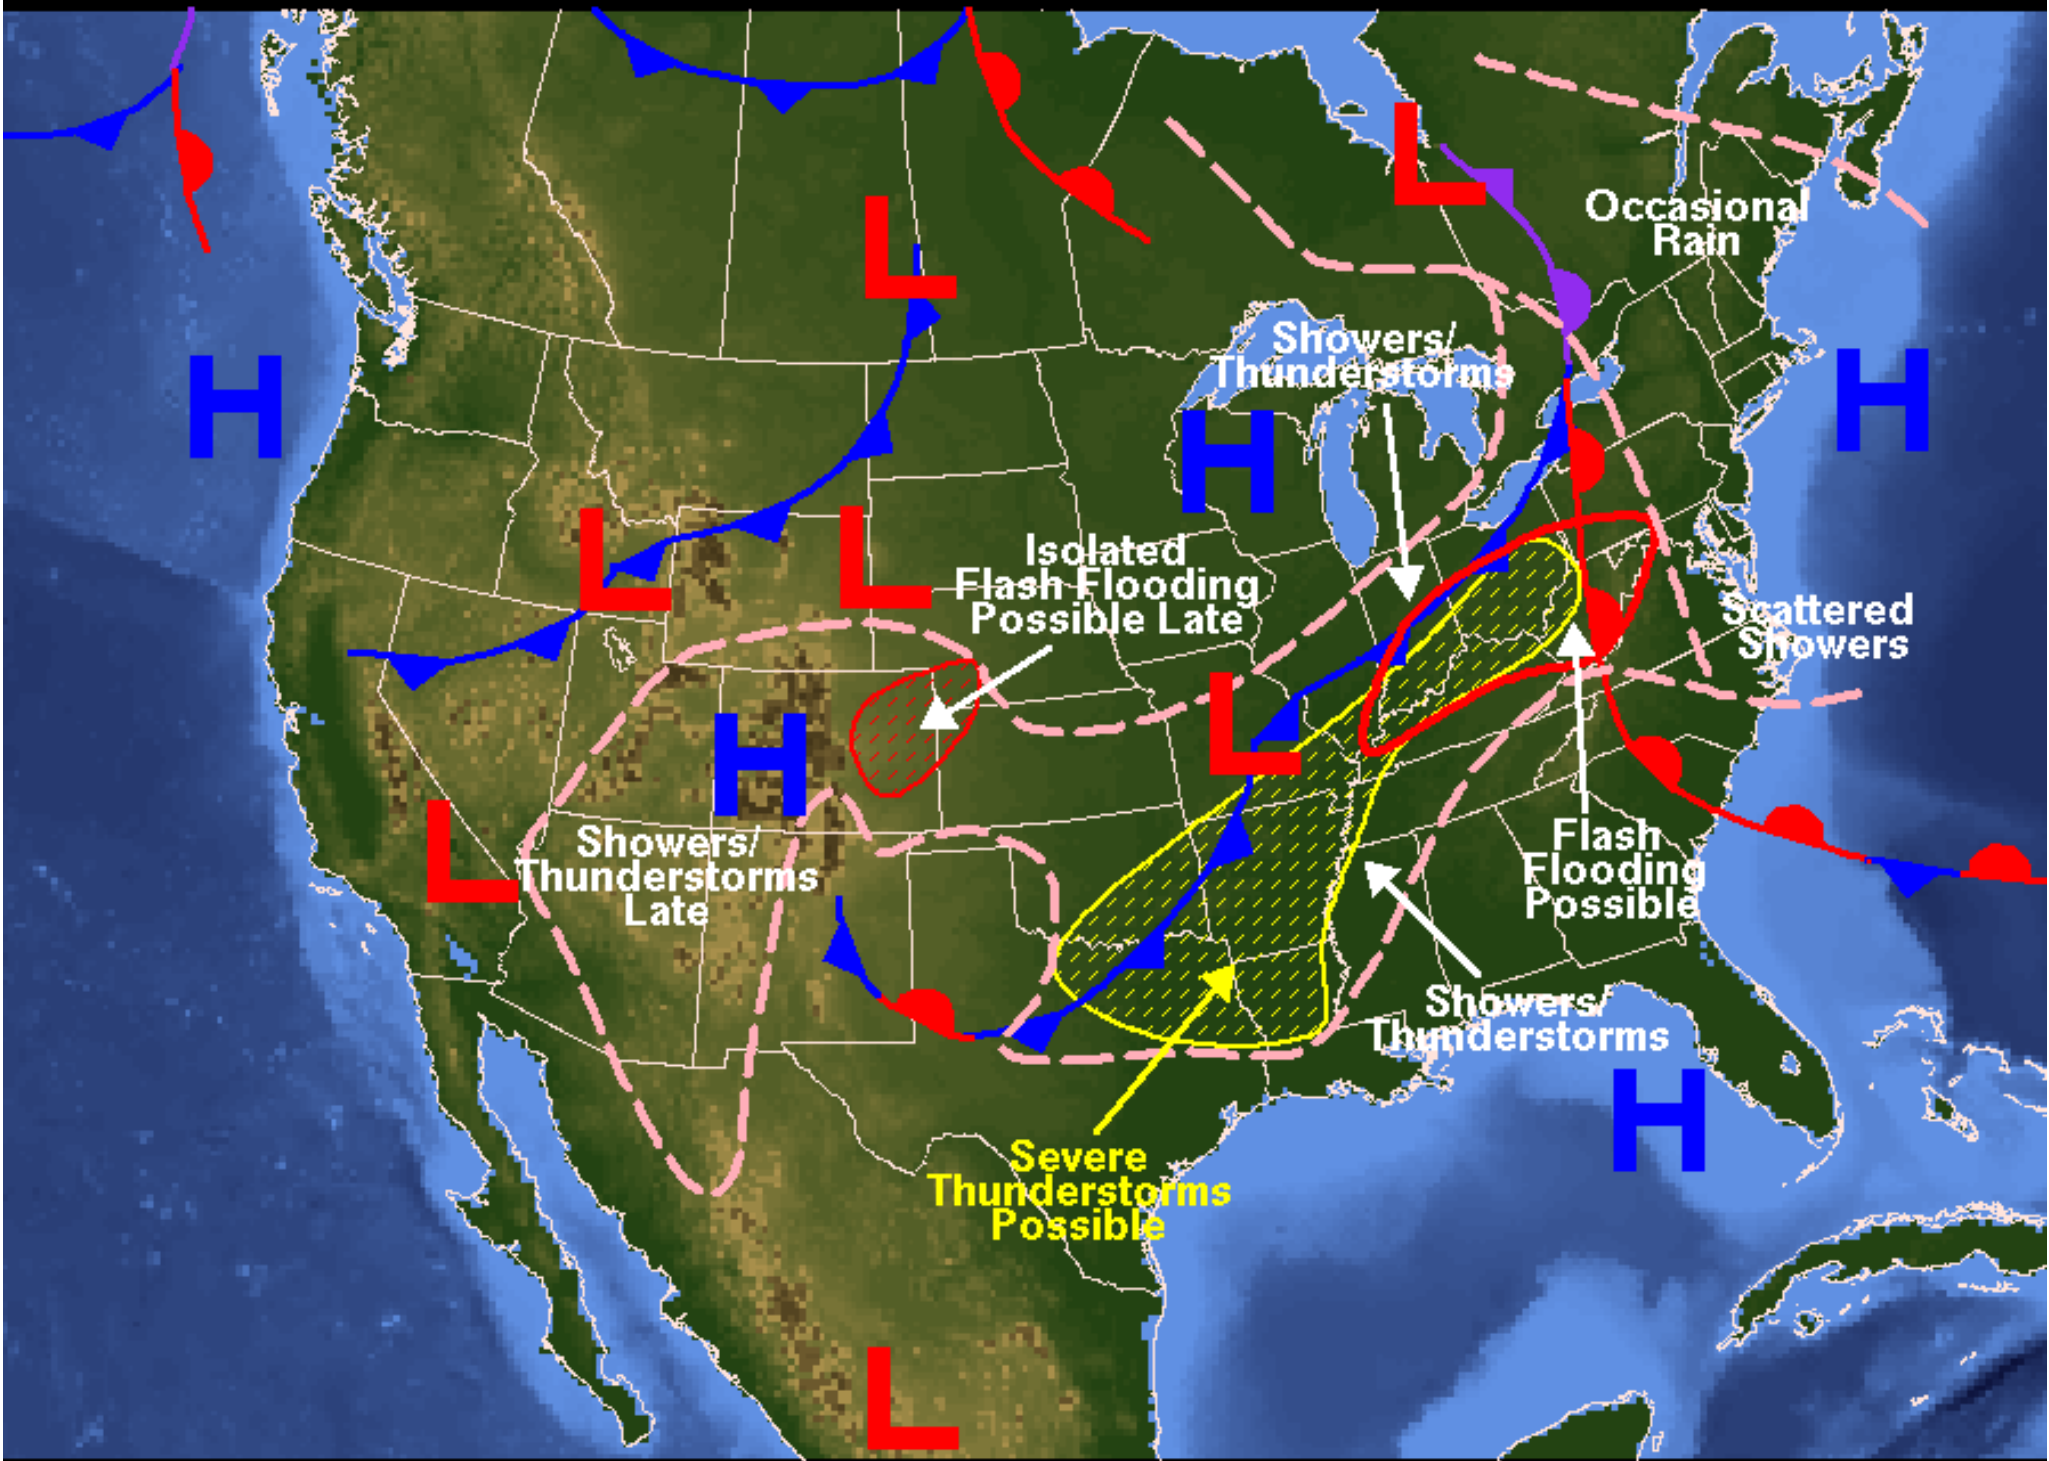 L
Occasional
Rain
L
Showers/
Thunderstorms
H
H
H
L
L
Isolated
Flash Flooding
Possible Late
Scattered
Showers
L
H
L
Showers/
Thunderstorms
Late
Flash
Flooding
Possible
Showers/
Thunderstorms
H
Severe
Thunderstorms
Possible
L